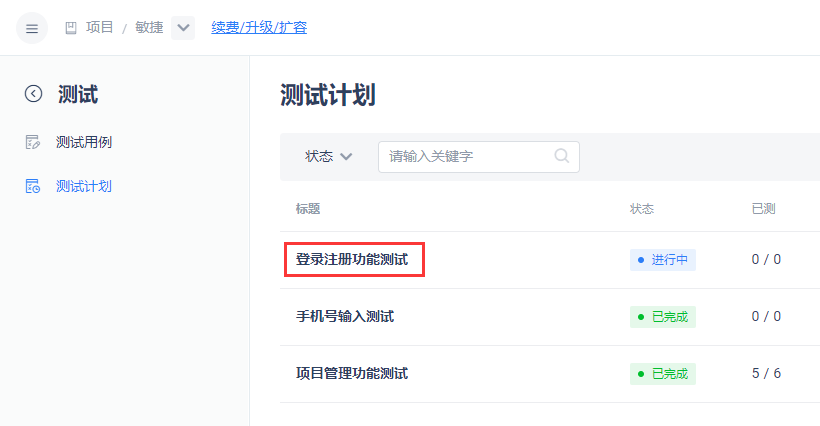 项目 / 敏捷 续费/升级/扩容
测试
测试用例
测试计划
测试计划
状态 请输入关键字
标题 状态 已测
登录注册功能测试 进行中 0 / 0
手机号输入测试 已完成 0 / 0
项目管理功能测试 已完成 5 / 6